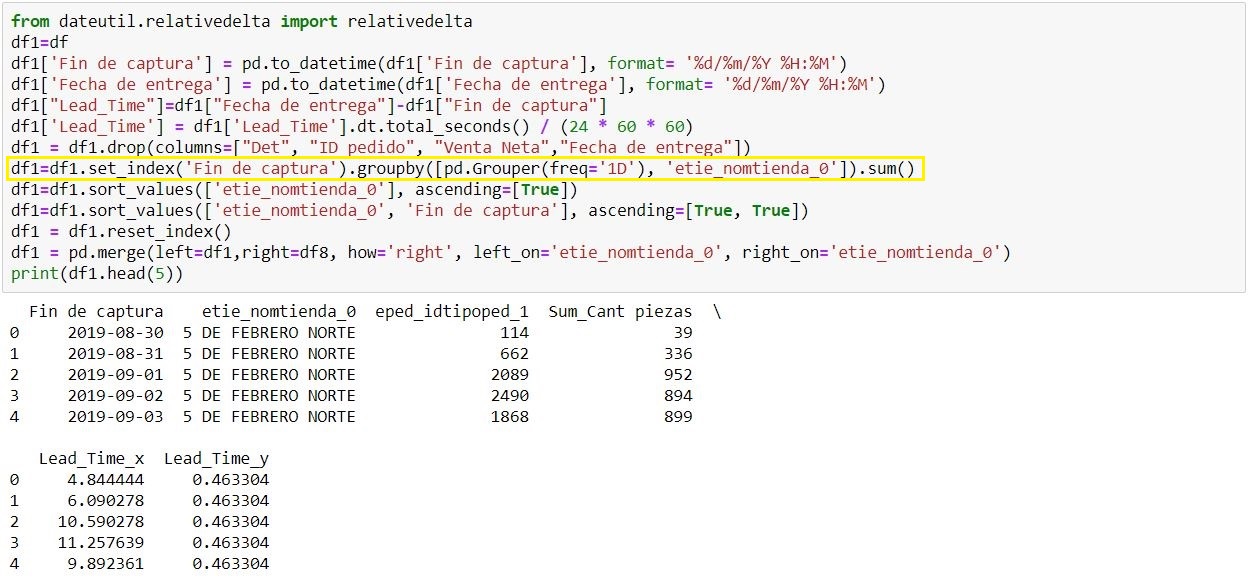 from dateutil.relativedelta import relativedelta
df1=df
df1['Fin de captura'] = pd.to_datetime(df1['Fin de captura'], format= '%d/%m/%Y %H:%M')
df1['Fecha de entrega'] = pd.to_datetime(df1['Fecha de entrega'], format= '%d/%m/%Y %H:%M')
df1["Lead_Time"]=df1["Fecha de entrega"]-df1["Fin de captura"]
df1['Lead_Time'] = df1['Lead_Time'].dt.total_seconds() / (24 * 60 * 60)
df1 = df1.drop(columns=["Det", "ID pedido", "Venta Neta","Fecha de entrega"])
df1=df1.set_index('Fin de captura').groupby([pd.Grouper(freq='1D'), 'etie_nomtienda_0']).sum()
df1=df1.sort_values(['etie_nomtienda_0'], ascending=[True])
df1=df1.sort_values(['etie_nomtienda_0', 'Fin de captura'], ascending=[True, True])
df1 = df1.reset_index()
df1 = pd.merge(left=df1,right=df8, how='right', left_on='etie_nomtienda_0', right_on='etie_nomtienda_0')
print(df1.head(5))
Fin de captura etie_nomtienda_0 eped_idtipoped_1 Sum_Cant piezas \
0 2019-08-30 5 DE FEBRERO NORTE 114 39
1 2019-08-31 5 DE FEBRERO NORTE 662 336
2 2019-09-01 5 DE FEBRERO NORTE 2089 952
3 2019-09-02 5 DE FEBRERO NORTE 2490 894
4 2019-09-03 5 DE FEBRERO NORTE 1868 899
Lead_Time_x Lead_Time_y
0 4.844444 0.463304
1 6.090278 0.463304
2 10.590278 0.463304
3 11.257639 0.463304
4 9.892361 0.463304